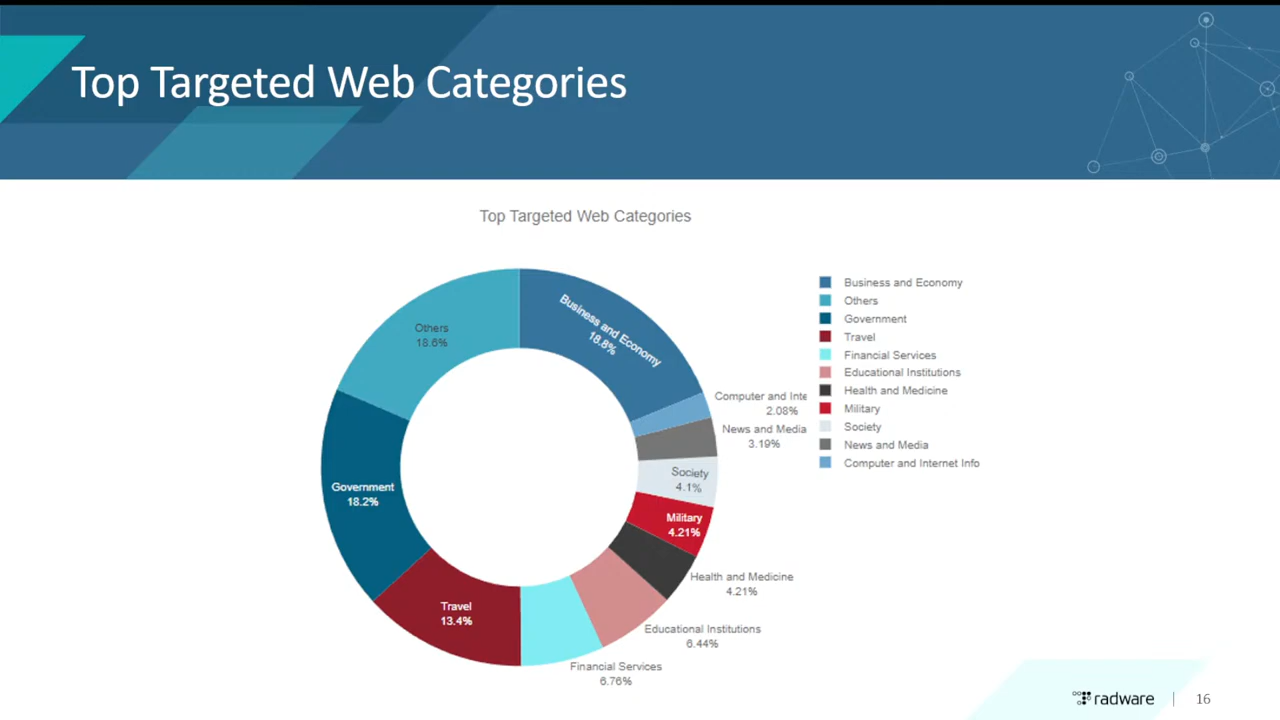 Top Targeted Web Categories
Top Targeted Web Categories
Business and Economy
18.8%
Others
18.6%
Government
18.2%
Travel
13.4%
Financial Services
6.76%
Educational Institutions
6.44%
Health and Medicine
4.21%
Military
4.21%
Society
4.1%
News and Media
3.19%
Computer and Inte
2.08%
Business and Economy
Others
Government
Travel
Financial Services
Educational Institutions
Health and Medicine
Military
Society
News and Media
Computer and Internet Info
radware
16